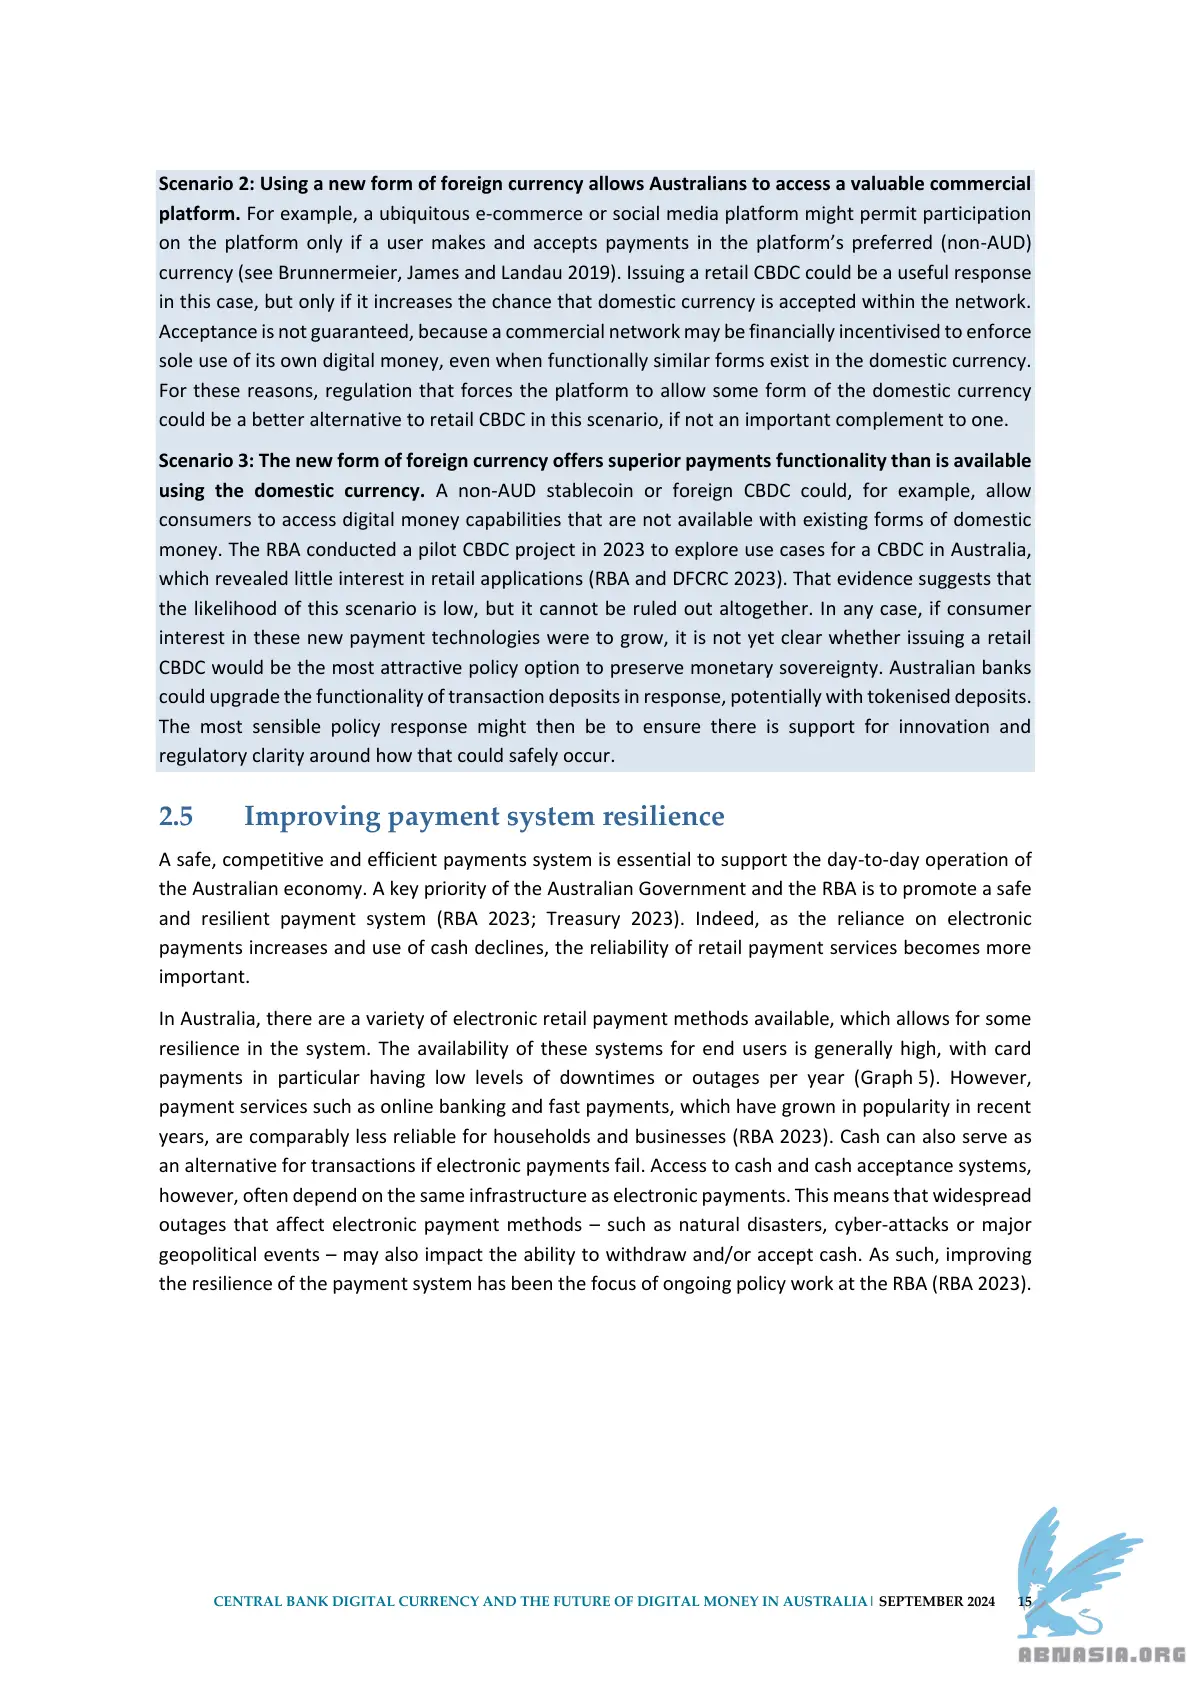 Scenario 2: Using a new form of foreign currency allows Australians to access a valuable commercial
platform. For example, a ubiquitous e-commerce or social media platform might permit participation
on the platform only if a user makes and accepts payments in the platform’s preferred (non-AUD)
currency (see Brunnermeier, James and Landau 2019). Issuing a retail CBDC could be a useful response
in this case, but only if it increases the chance that domestic currency is accepted within the network.
Acceptance is not guaranteed, because a commercial network may be financially incentivised to enforce
sole use of its own digital money, even when functionally similar forms exist in the domestic currency.
For these reasons, regulation that forces the platform to allow some form of the domestic currency
could be a better alternative to retail CBDC in this scenario, if not an important complement to one.
Scenario 3: The new form of foreign currency offers superior payments functionality than is available
using the domestic currency. A non-AUD stablecoin or foreign CBDC could, for example, allow
consumers to access digital money capabilities that are not available with existing forms of domestic
money. The RBA conducted a pilot CBDC project in 2023 to explore use cases for a CBDC in Australia,
which revealed little interest in retail applications (RBA and DFCRC 2023). That evidence suggests that
the likelihood of this scenario is low, but it cannot be ruled out altogether. In any case, if consumer
interest in these new payment technologies were to grow, it is not yet clear whether issuing a retail
CBDC would be the most attractive policy option to preserve monetary sovereignty. Australian banks
could upgrade the functionality of transaction deposits in response, potentially with tokenised deposits.
The most sensible policy response might then be to ensure there is support for innovation and
regulatory clarity around how that could safely occur.
2.5 Improving payment system resilience
A safe, competitive and efficient payments system is essential to support the day-to-day operation of
the Australian economy. A key priority of the Australian Government and the RBA is to promote a safe
and resilient payment system (RBA 2023; Treasury 2023). Indeed, as the reliance on electronic
payments increases and use of cash declines, the reliability of retail payment services becomes more
important.
In Australia, there are a variety of electronic retail payment methods available, which allows for some
resilience in the system. The availability of these systems for end users is generally high, with card
payments in particular having low levels of downtimes or outages per year (Graph 5). However,
payment services such as online banking and fast payments, which have grown in popularity in recent
years, are comparably less reliable for households and businesses (RBA 2023). Cash can also serve as
an alternative for transactions if electronic payments fail. Access to cash and cash acceptance systems,
however, often depend on the same infrastructure as electronic payments. This means that widespread
outages that affect electronic payment methods – such as natural disasters, cyber-attacks or major
geopolitical events – may also impact the ability to withdraw and/or accept cash. As such, improving
the resilience of the payment system has been the focus of ongoing policy work at the RBA (RBA 2023).
CENTRAL BANK DIGITAL CURRENCY AND THE FUTURE OF DIGITAL MONEY IN AUSTRALIA| SEPTEMBER 2024 15
ABNASIA.ORG